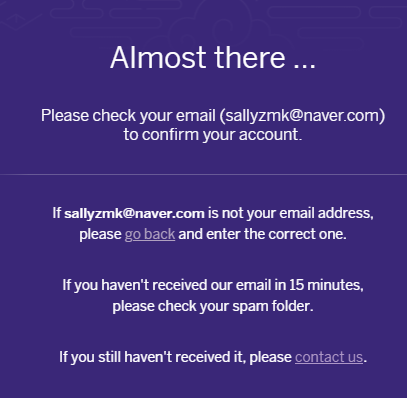 Almost there ...
Please check your email (sallyzmk@naver.com)
to confirm your account.
If sallyzmk@naver.com is not your email address,
please go back and enter the correct one.
If you haven't received our email in 15 minutes,
please check your spam folder.
If you still haven't received it, please contact us.